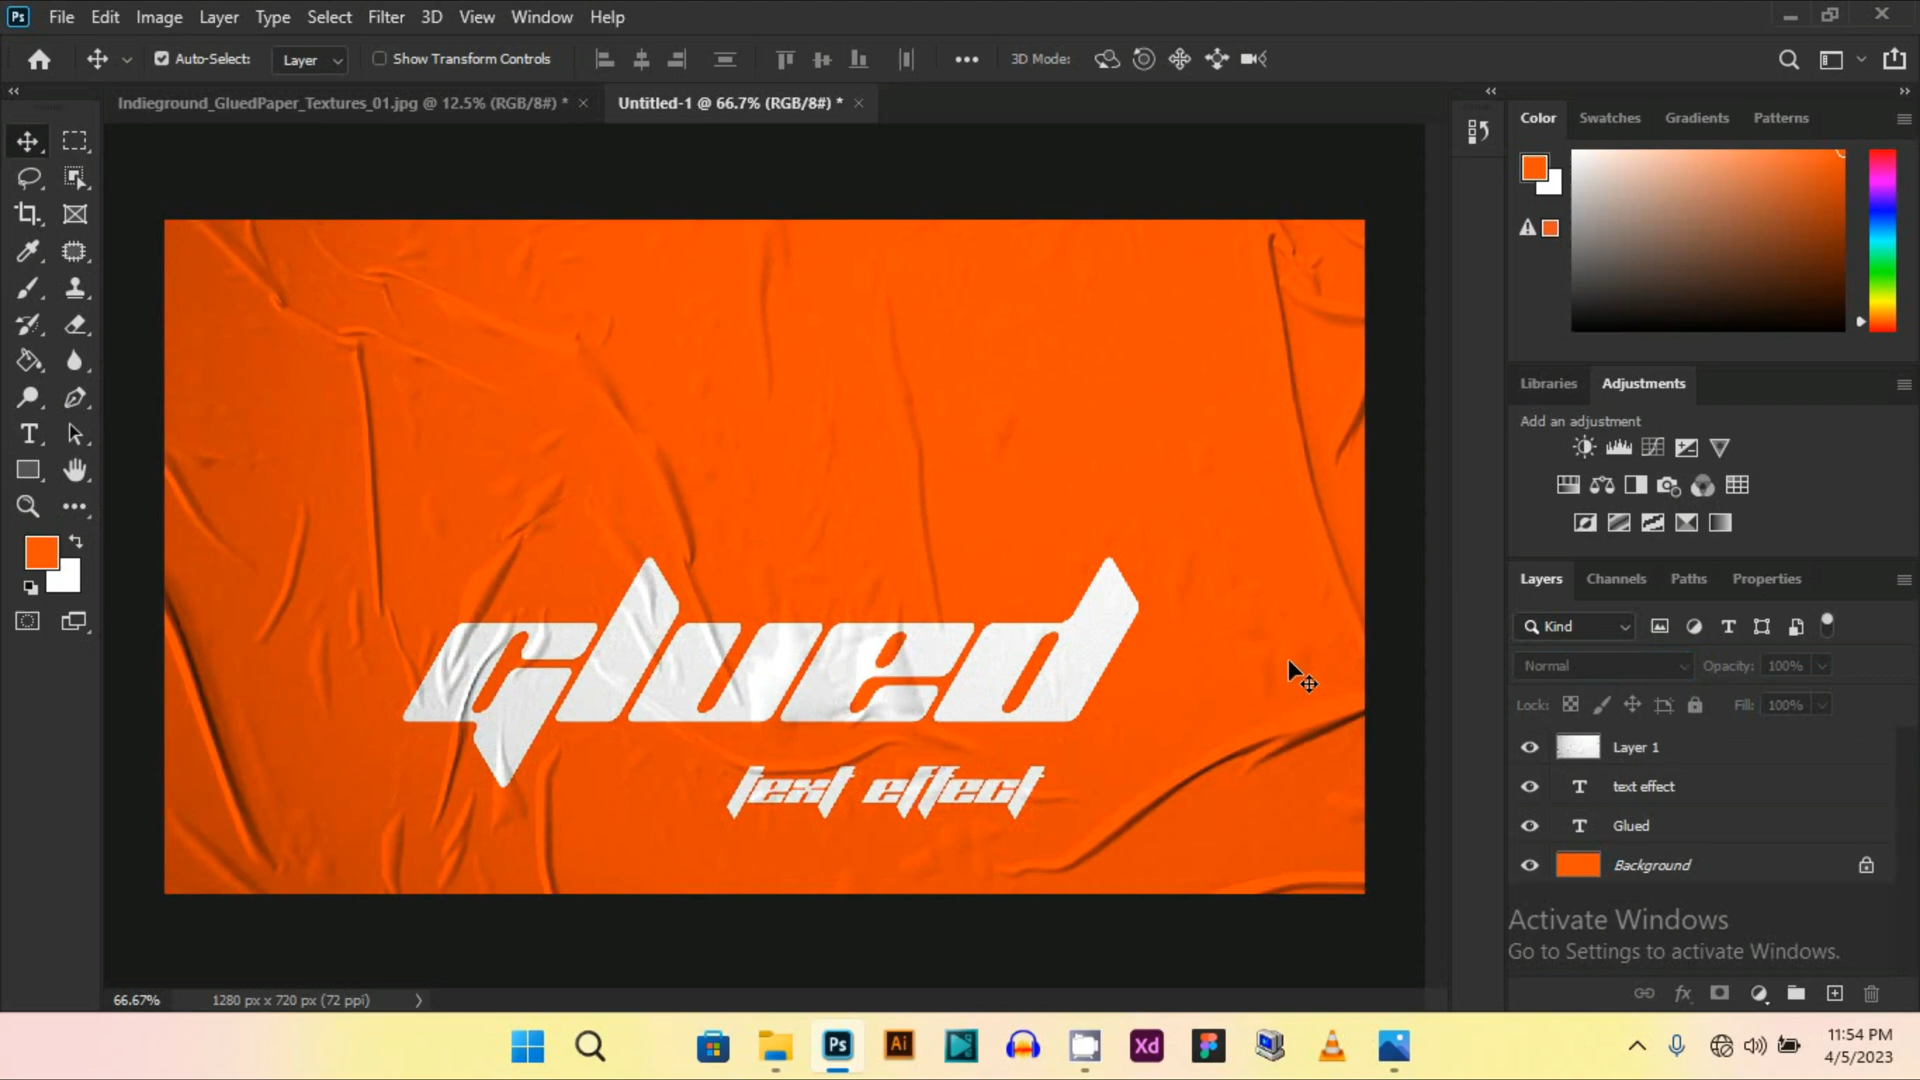 Ps File Edit Image Layer Type Select Filter 3D View Window Help
Auto-Select: Layer Show Transform Controls 3D Mode:
Indieground_GluedPaper_Textures_01.jpg @ 12.5% (RGB/8#) *
Untitled-1 @ 66.7% (RGB/8#) *
Color Swatches Gradients Patterns
Libraries Adjustments
Add an adjustment
Layers Channels Paths Properties
Kind
Normal Opacity: 100%
Lock: Fill: 100%
Layer 1
T text effect
T Glued
Background
Glued
text effect
Activate Windows
Go to Settings to activate Windows.
66.67% 1280 px x 720 px (72 ppi)
Ps Ai Xd
11:54 PM
4/5/2023